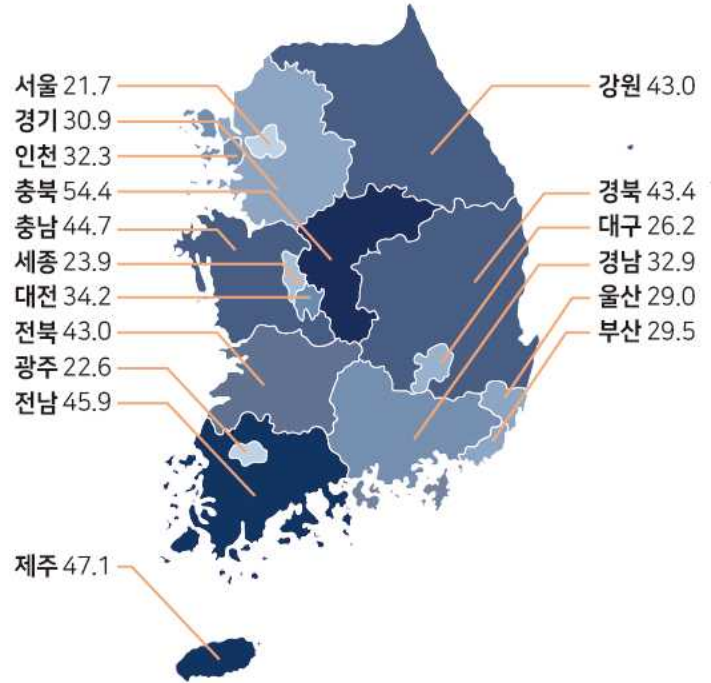 서울 21.7
경기 30.9
인천 32.3
충북 54.4
충남 44.7
세종 23.9
대전 34.2
전북 43.0
광주 22.6
전남 45.9
제주 47.1
강원 43.0
경북 43.4
대구 26.2
경남 32.9
울산 29.0
부산 29.5